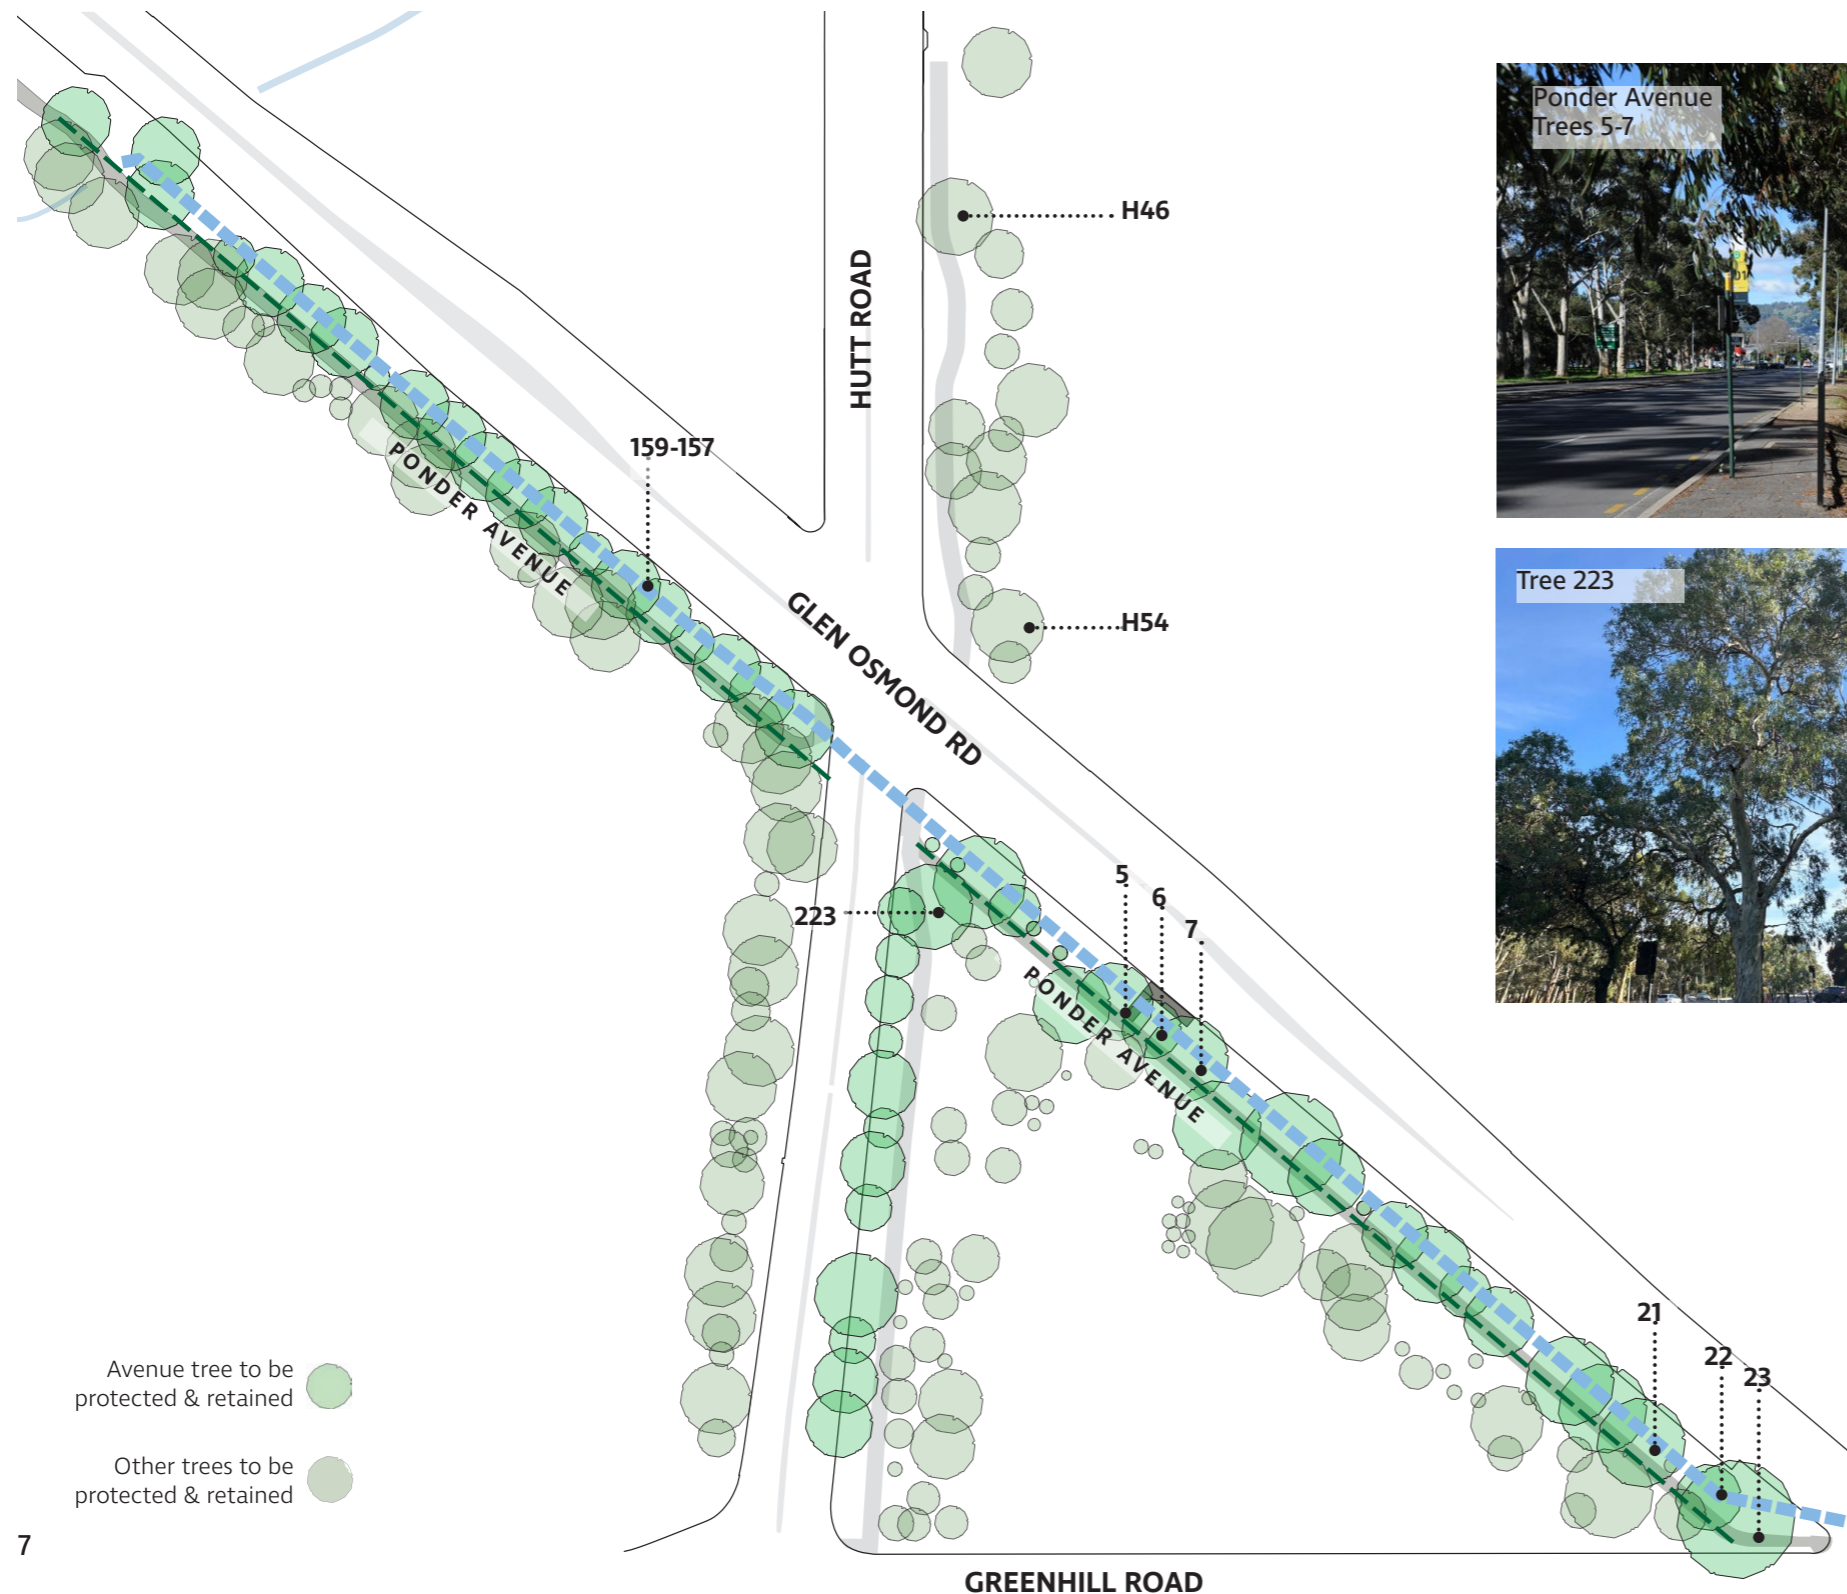 Ponder Avenue
Trees 5-7
H46
HUTT ROAD
159-157
PONDER AVENUE
Tree 223
GLEN OSMOND RD
H54
5
6
7
223
PONDER AVENUE
21
22
23
Avenue tree to be
protected & retained
Other trees to be
protected & retained
7
GREENHILL ROAD